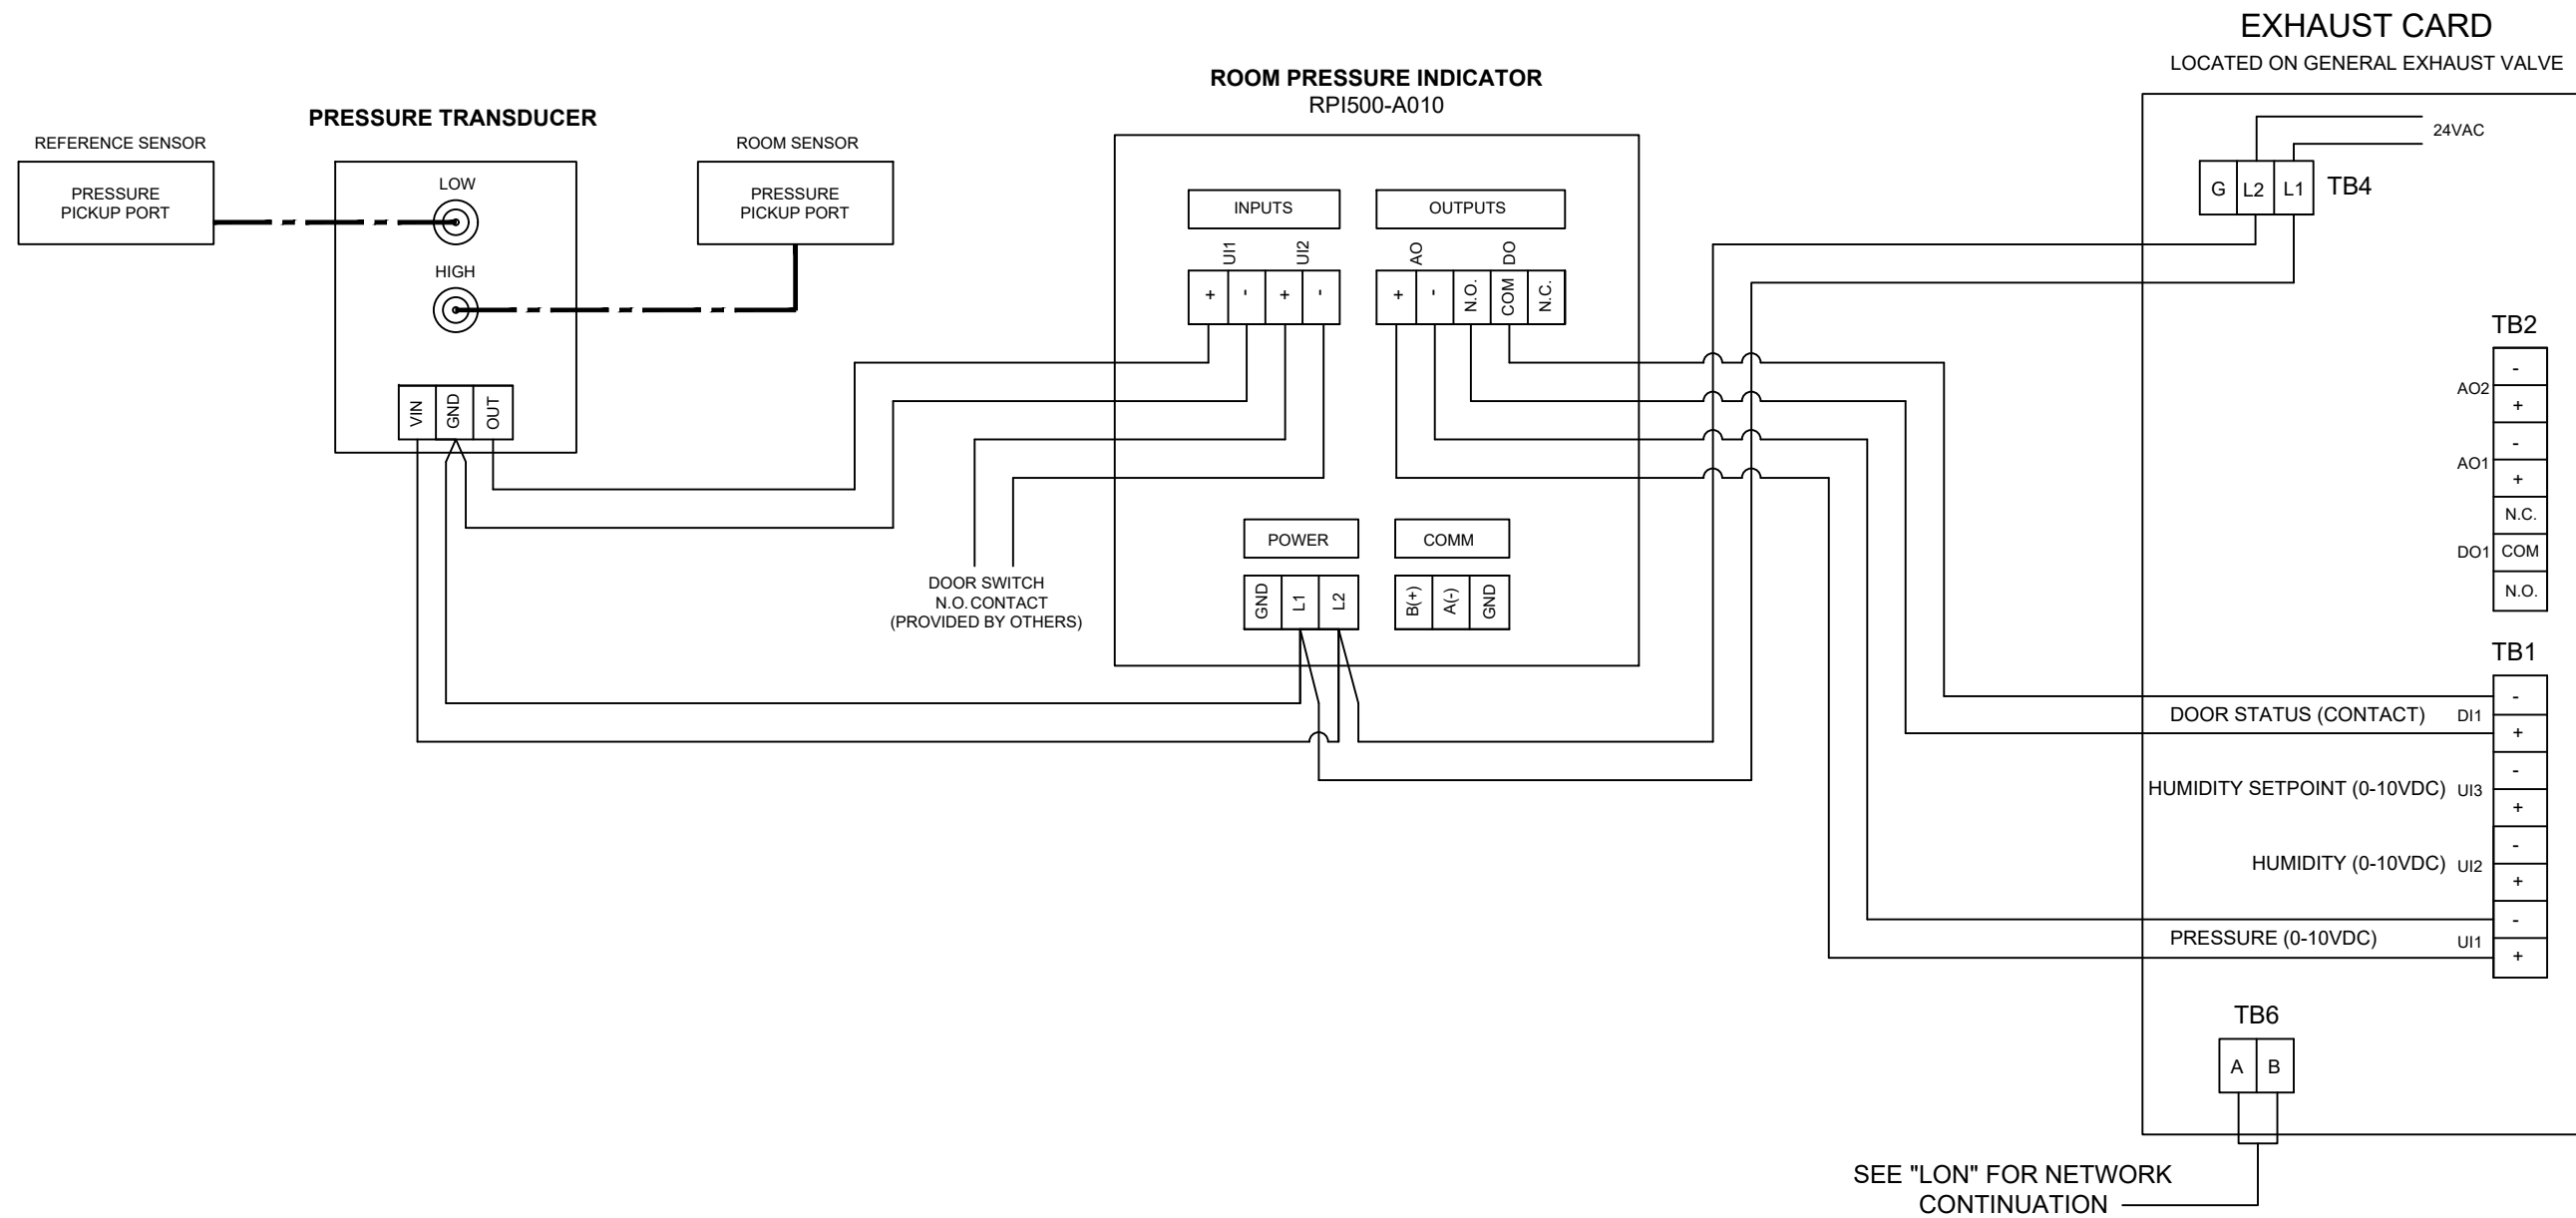 EXHAUST CARD
LOCATED ON GENERAL EXHAUST VALVE
ROOM PRESSURE INDICATOR
RPI500-A010
PRESSURE TRANSDUCER
REFERENCE SENSOR
PRESSURE
PICKUP PORT
LOW
HIGH
VIN
GND
OUT
ROOM SENSOR
PRESSURE
PICKUP PORT
INPUTS
UI1
UI2
+
-
+
-
OUTPUTS
AO
DO
+
-
N.O.
COM
N.C.
POWER
GND
L1
L2
COMM
B(+)
A(-)
GND
DOOR SWITCH
N.O. CONTACT
(PROVIDED BY OTHERS)
24VAC
G
L2
L1
TB4
TB2
-
AO2
+
-
AO1
+
N.C.
DO1
COM
N.O.
TB1
-
DOOR STATUS (CONTACT)
DI1
+
-
HUMIDITY SETPOINT (0-10VDC)
UI3
+
-
HUMIDITY (0-10VDC)
UI2
+
-
PRESSURE (0-10VDC)
UI1
+
TB6
A
B
SEE "LON" FOR NETWORK
CONTINUATION